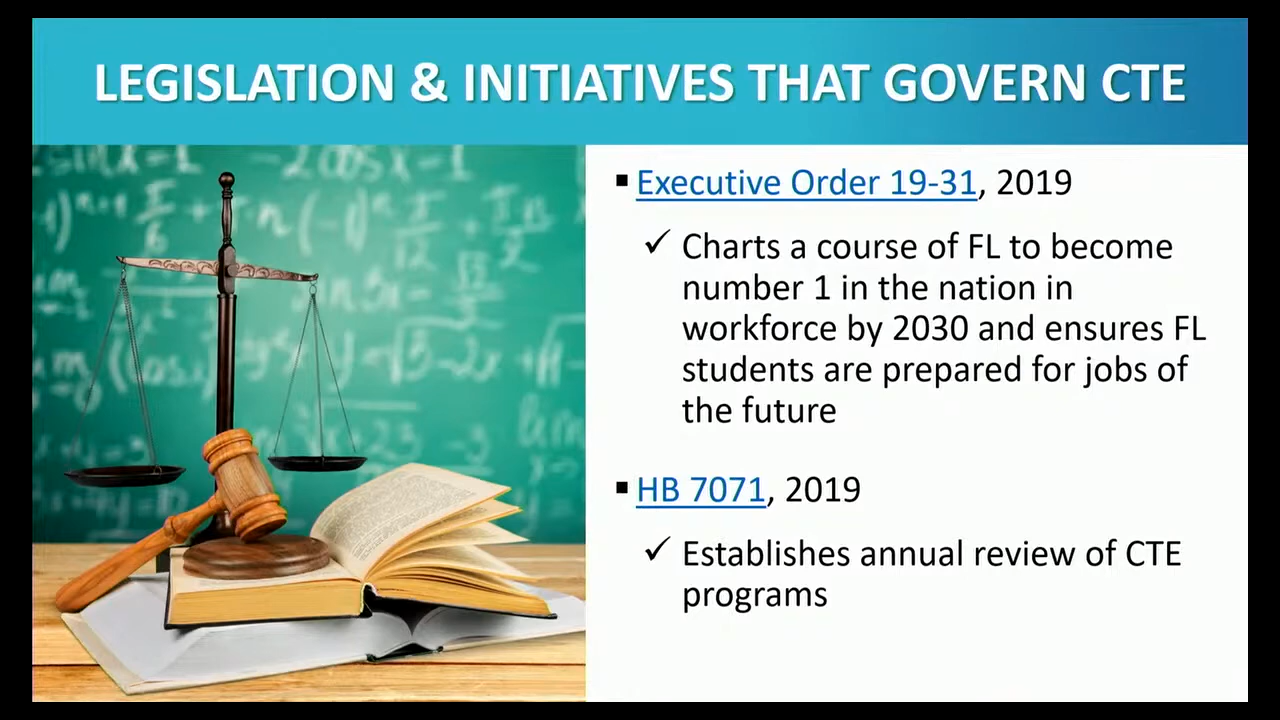 LEGISLATION & INITIATIVES THAT GOVERN CTE
▪ Executive Order 19-31, 2019
✓ Charts a course of FL to become
number 1 in the nation in
workforce by 2030 and ensures FL
students are prepared for jobs of
the future
▪ HB 7071, 2019
✓ Establishes annual review of CTE
programs